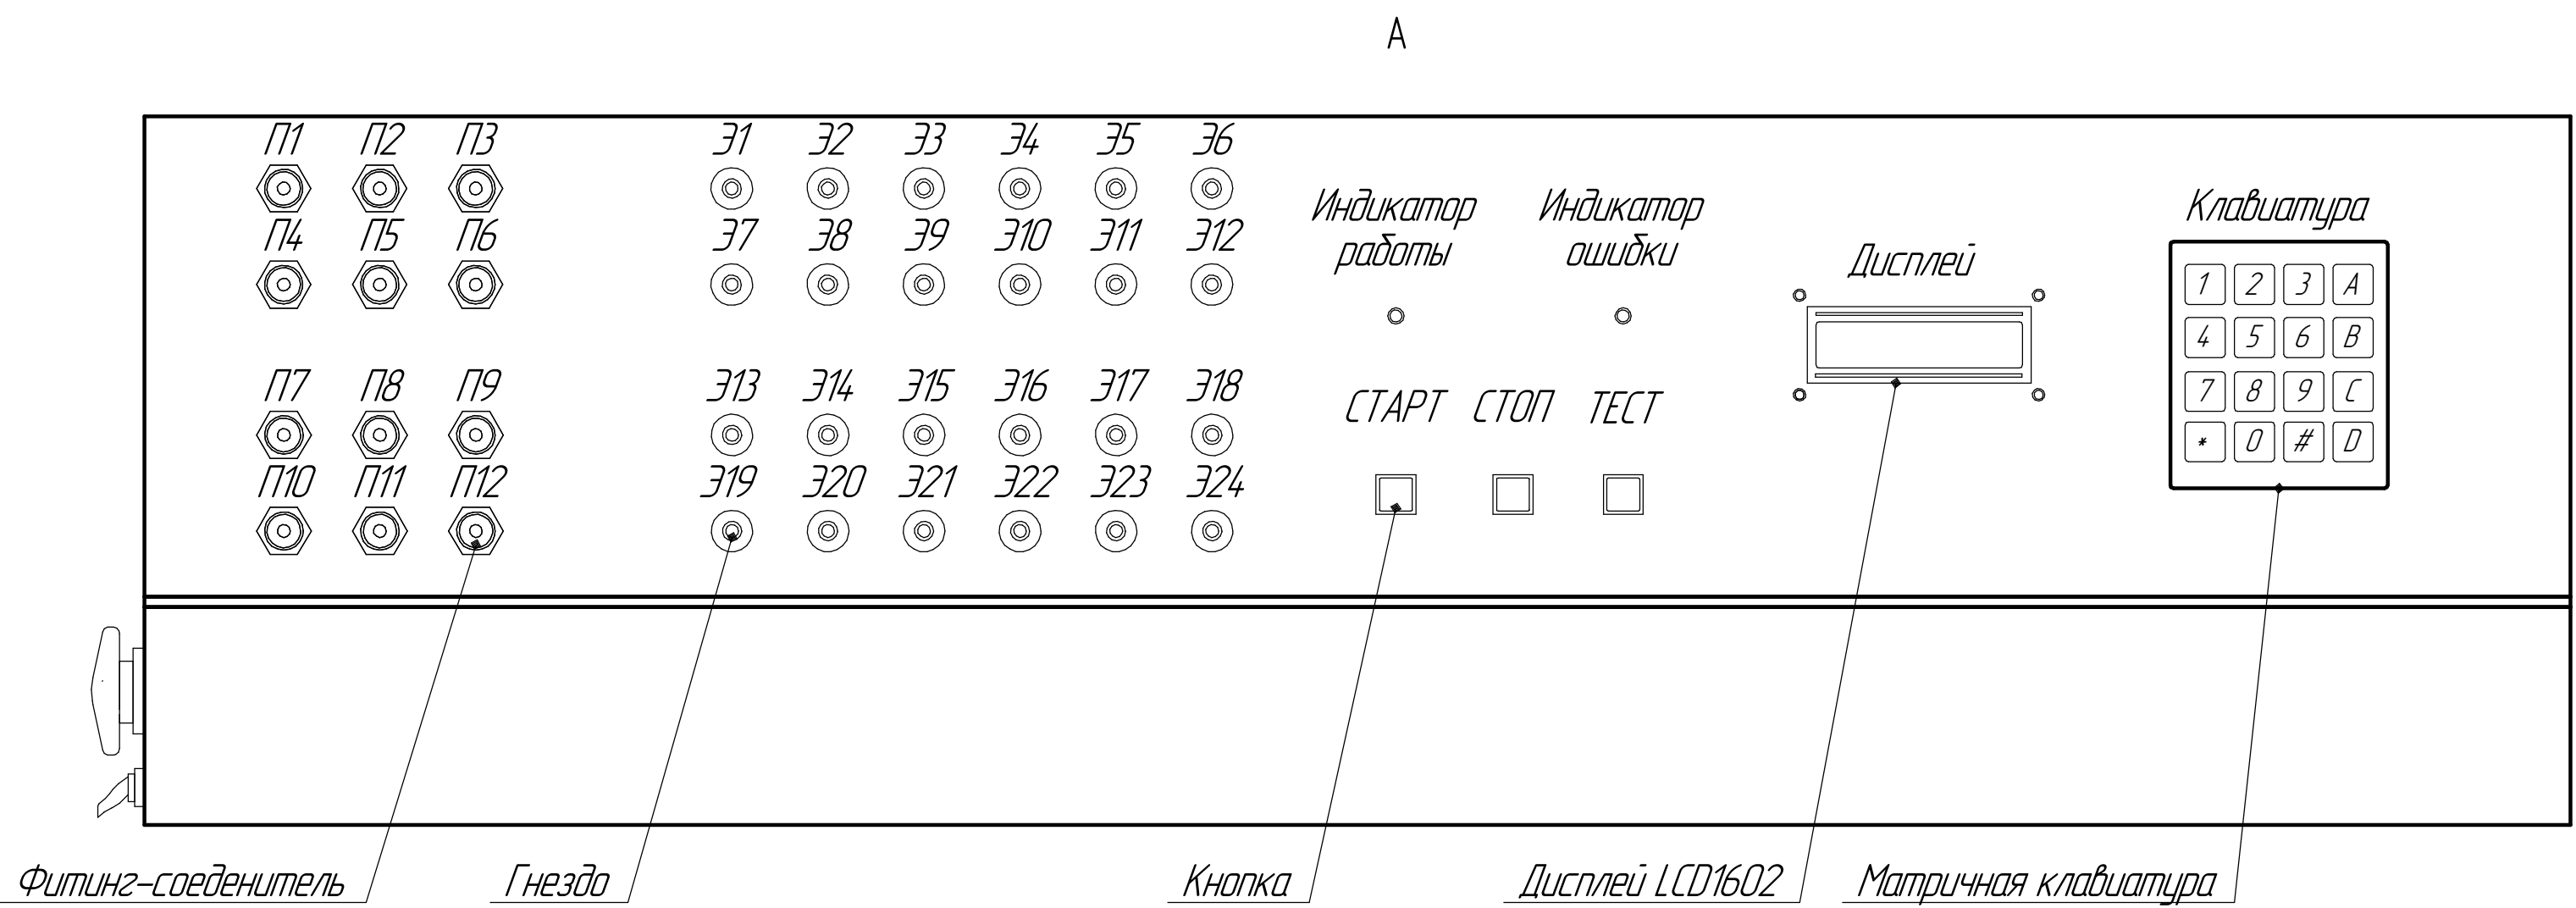 А
П1 П2 П3 Э1 Э2 Э3 Э4 Э5 Э6
П4 П5 П6 Э7 Э8 Э9 Э10 Э11 Э12
П7 П8 П9 Э13 Э14 Э15 Э16 Э17 Э18
П10 П11 П12 Э19 Э20 Э21 Э22 Э23 Э24
Индикатор
работы
Индикатор
ошибки
СТАРТ СТОП ТЕСТ
Дисплей
Клавиатура
1 2 3 A
4 5 6 B
7 8 9 C
* 0 # D
Фитинг-соеденитель
Гнездо
Кнопка
Дисплей LCD1602
Матричная клавиатура